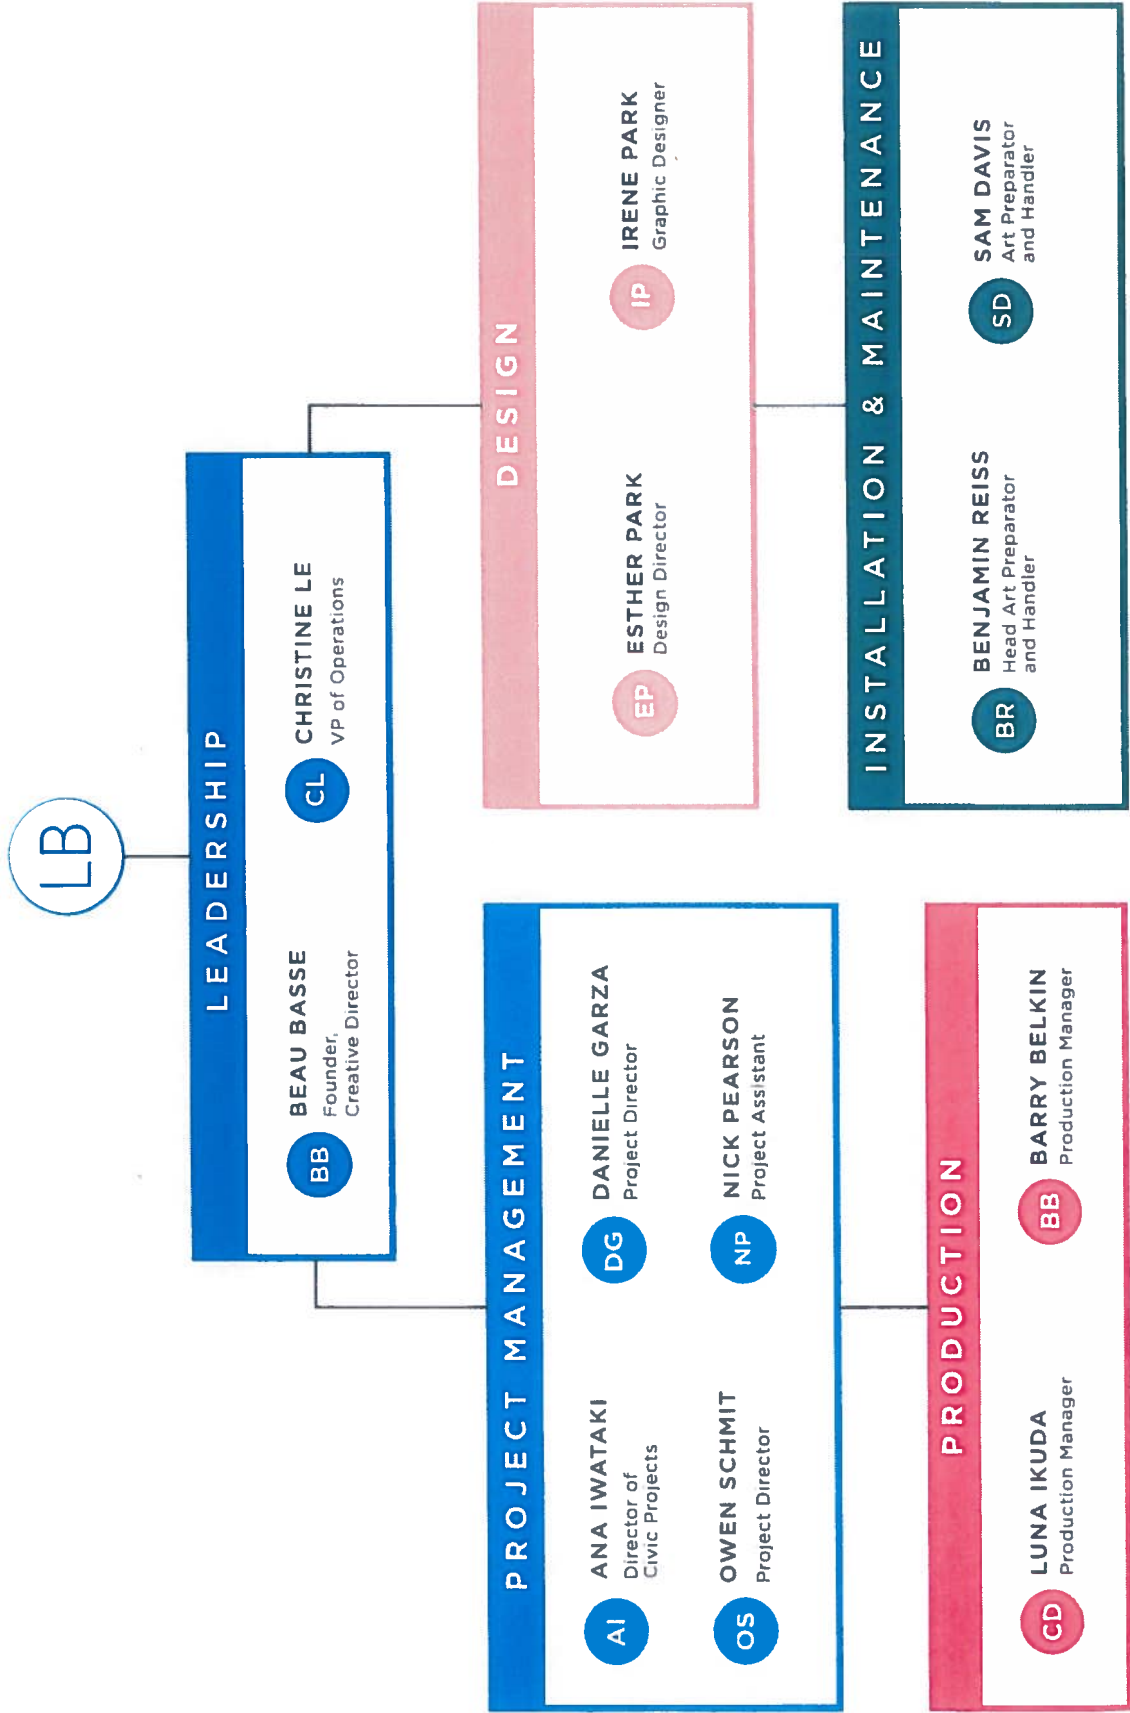 LB
LEADERSHIP
BB
BEAU BASSE
Founder,
Creative Director
CL
CHRISTINE LE
VP of Operations
PROJECT MANAGEMENT
AI
ANA IWATAKI
Director of
Civic Projects
DG
DANIELLE GARZA
Project Director
OS
OWEN SCHMIT
Project Director
NP
NICK PEARSON
Project Assistant
DESIGN
EP
ESTHER PARK
Design Director
IP
IRENE PARK
Graphic Designer
PRODUCTION
CD
LUNA IKUDA
Production Manager
BB
BARRY BELKIN
Production Manager
INSTALLATION & MAINTENANCE
BR
BENJAMIN REISS
Head Art Preparator
and Handler
SD
SAM DAVIS
Art Preparator
and Handler